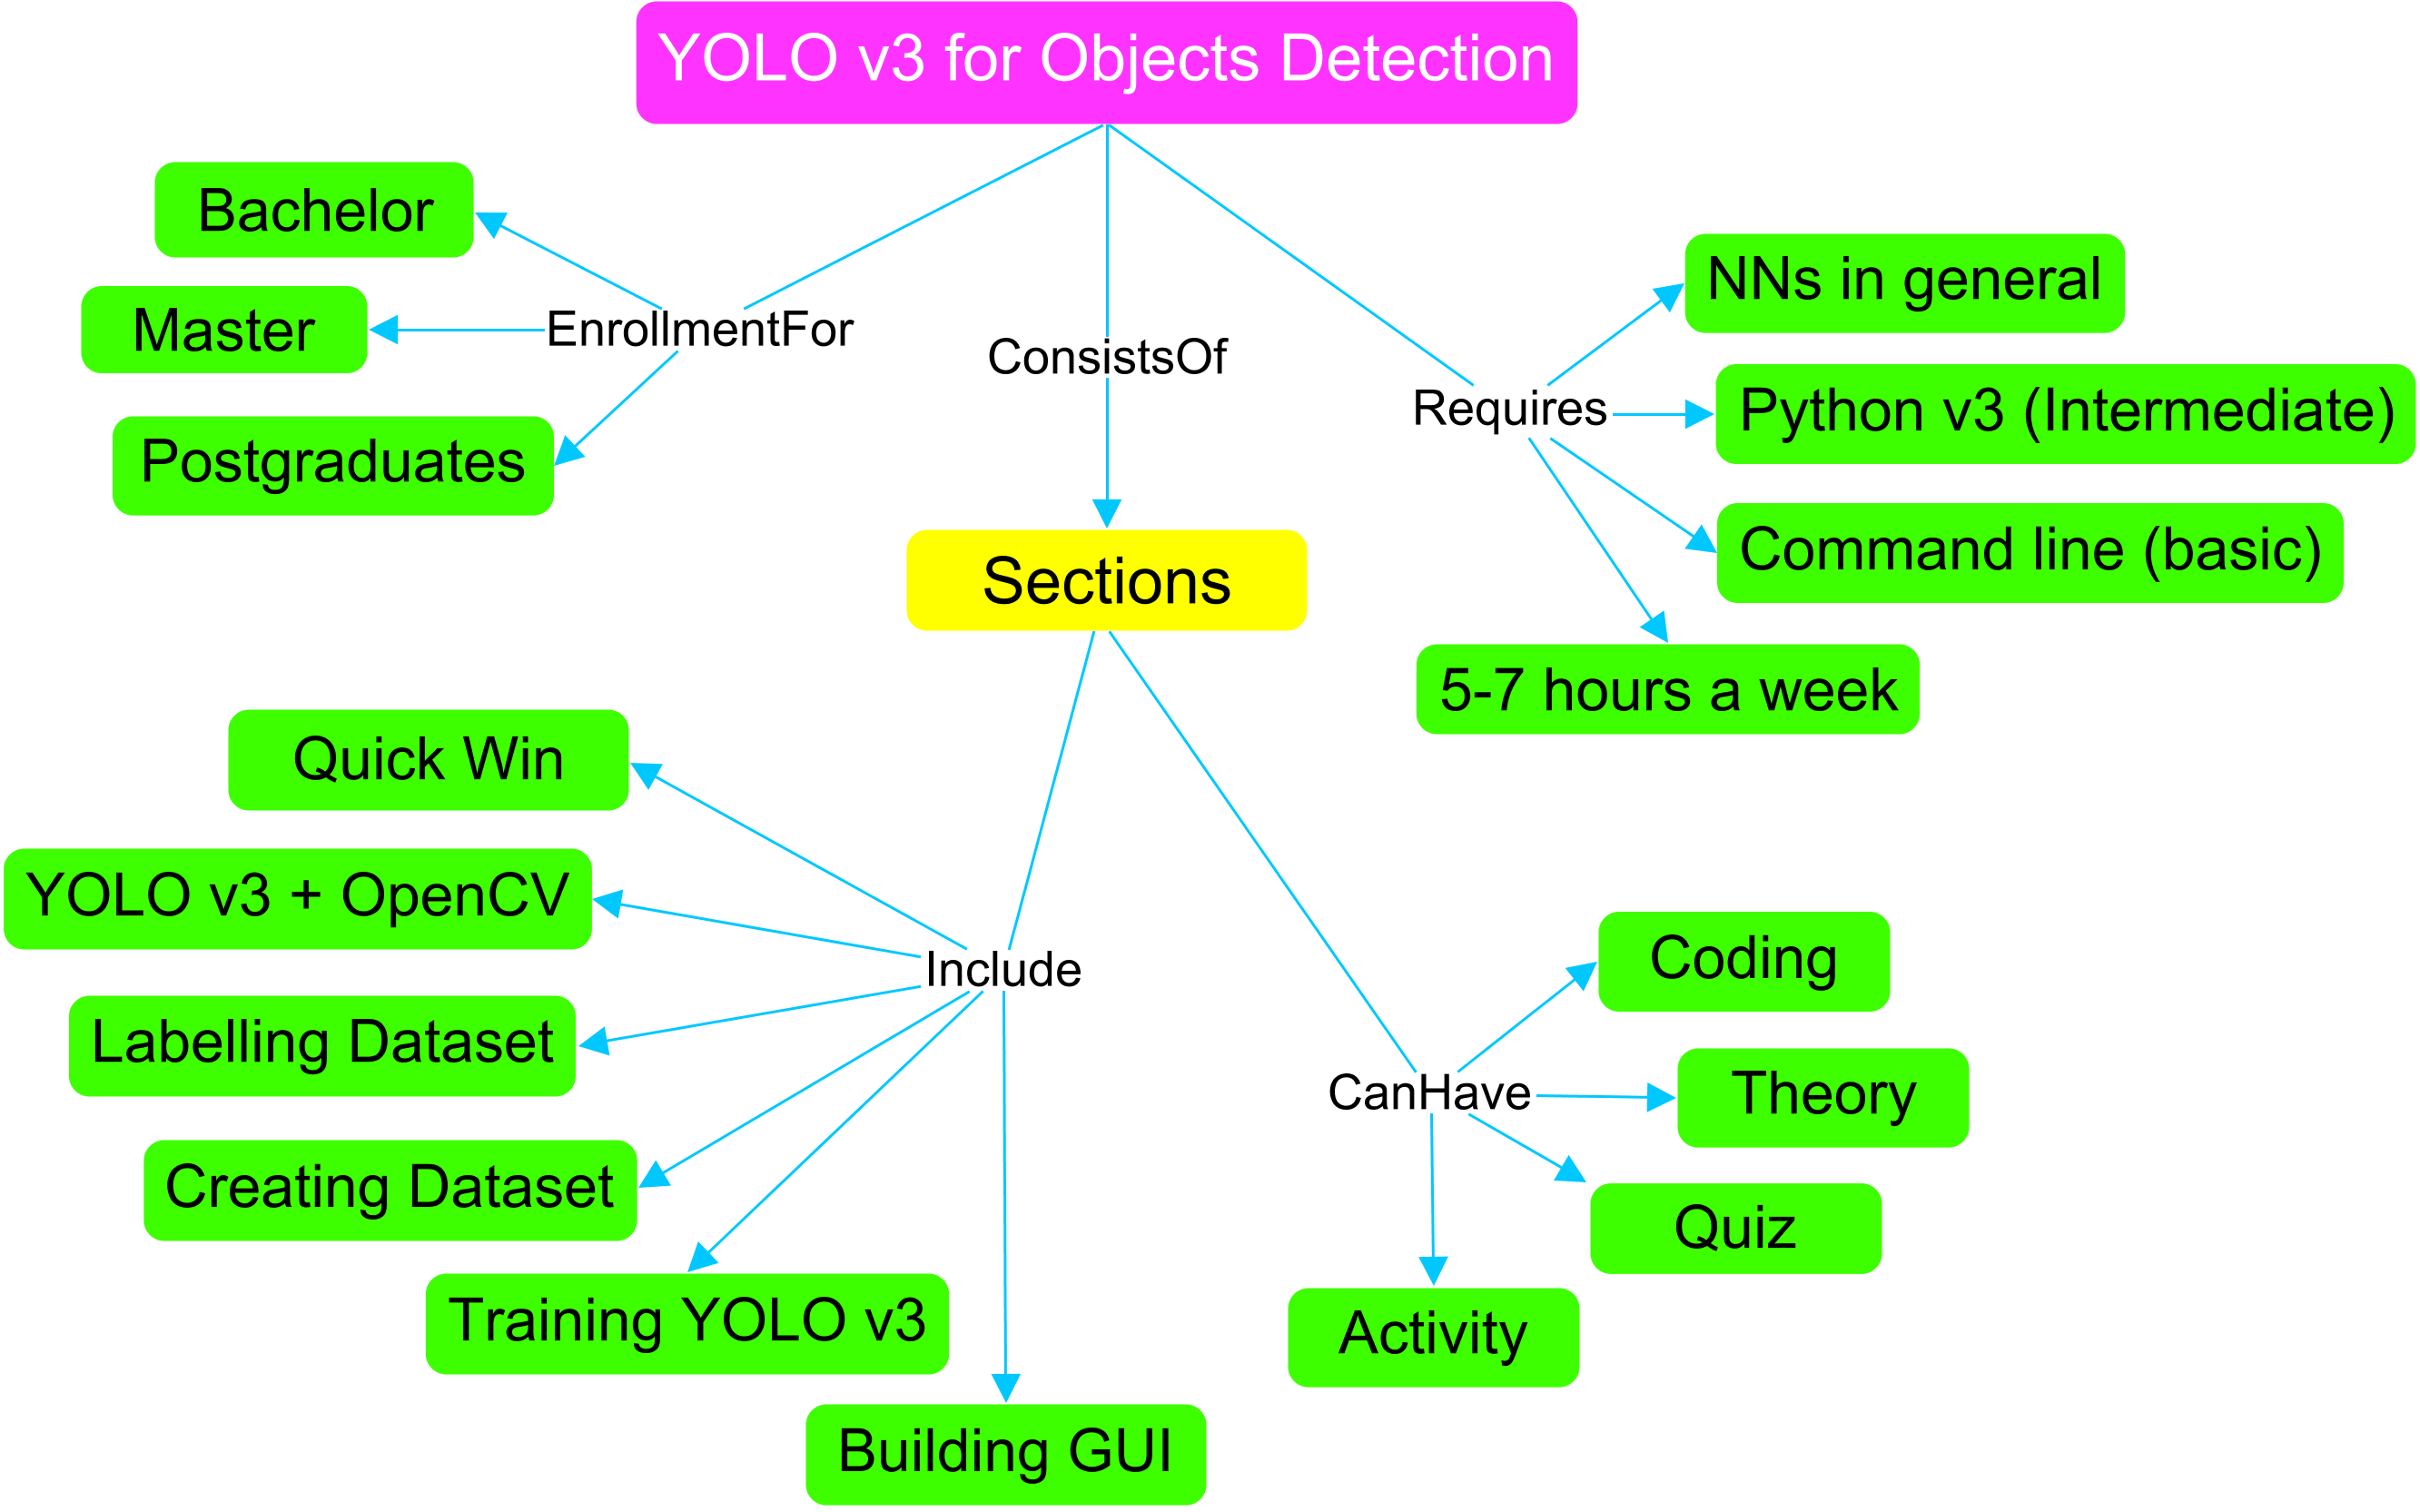 YOLO v3 for Objects Detection
Bachelor
Master
Postgraduates
EnrollmentFor
ConsistsOf
Requires
NNs in general
Python v3 (Intermediate)
Command line (basic)
5-7 hours a week
Sections
Quick Win
YOLO v3 + OpenCV
Labelling Dataset
Creating Dataset
Training YOLO v3
Building GUI
Include
CanHave
Coding
Theory
Quiz
Activity